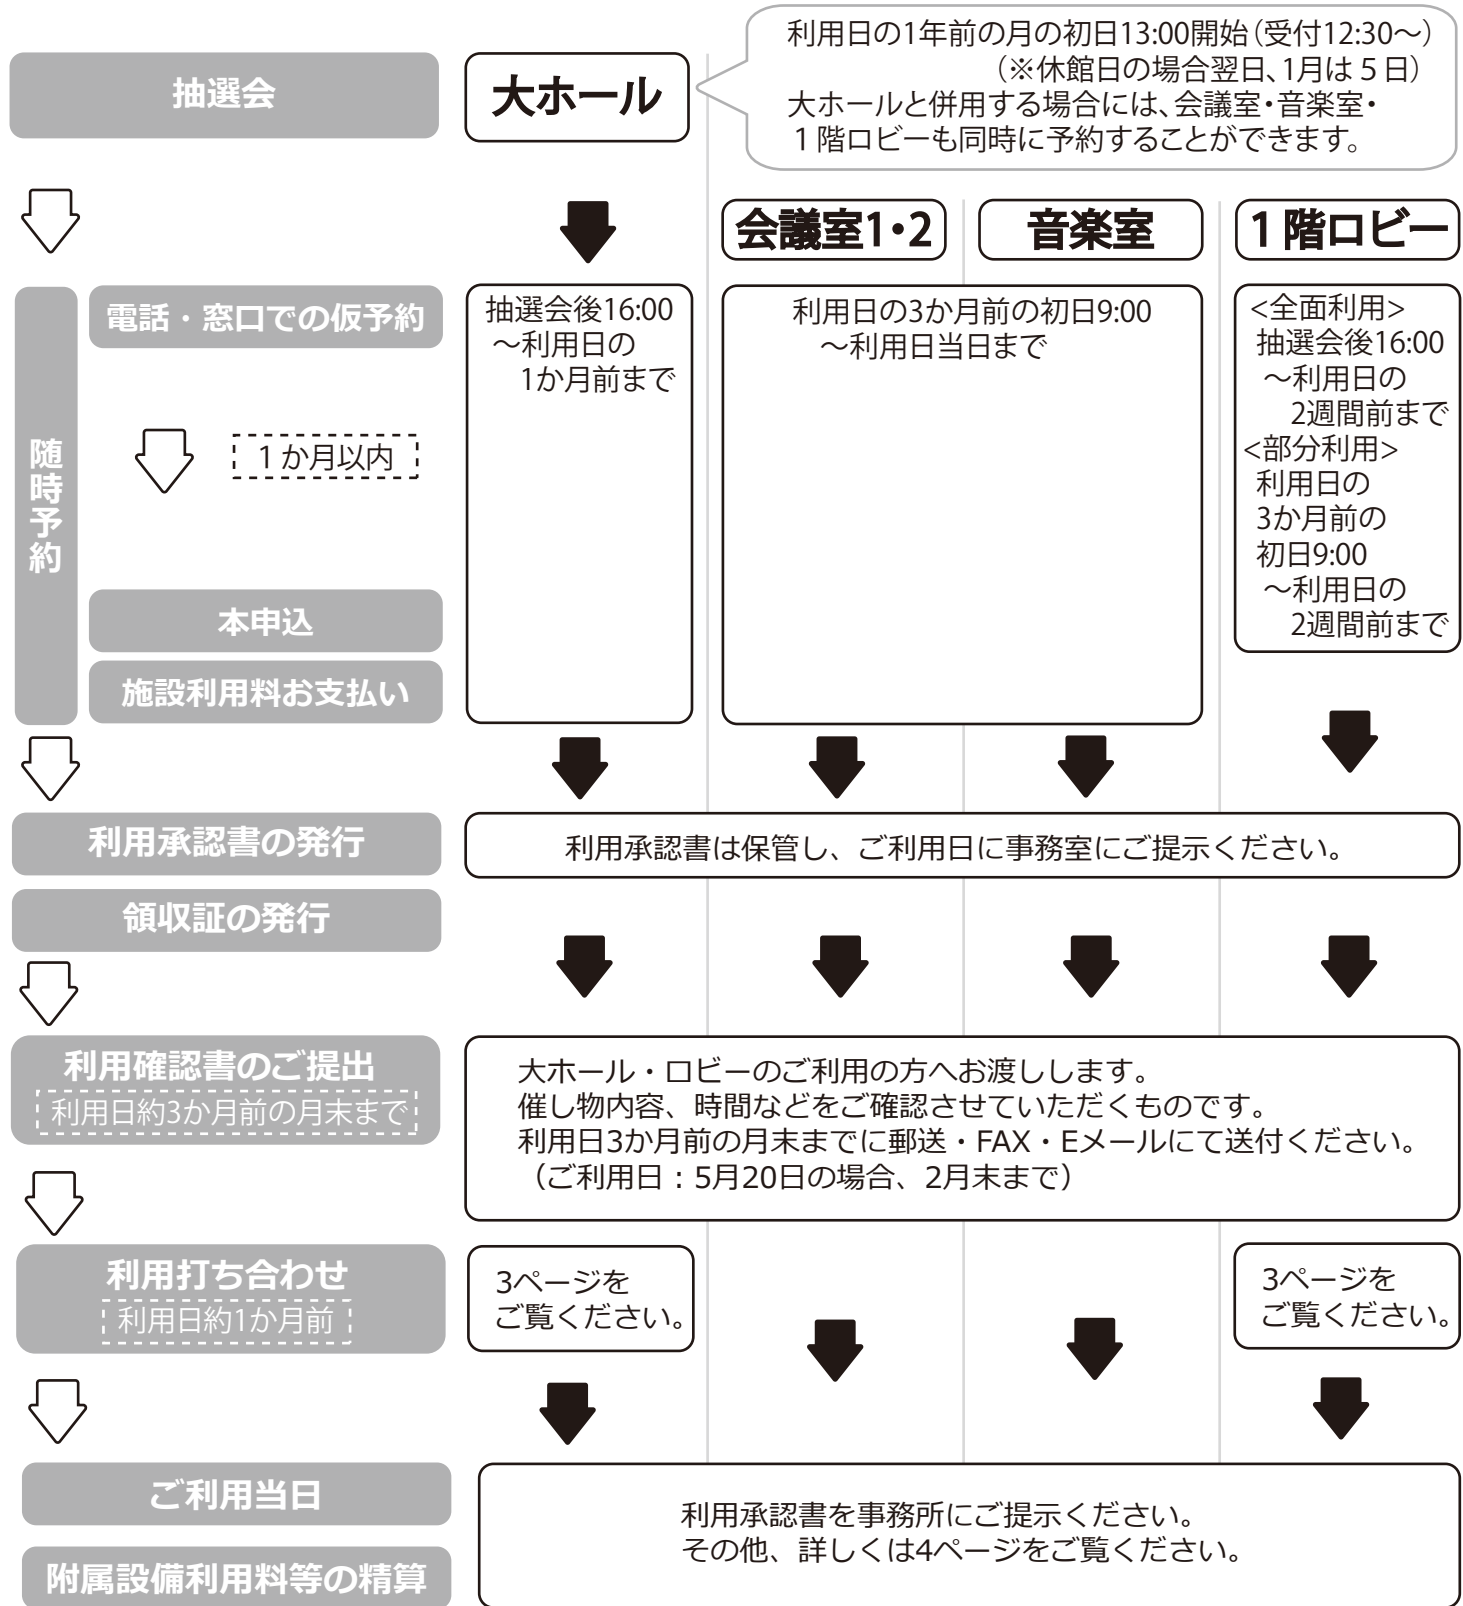 抽選会
大ホール
利用日の1年前の月の初日13:00開始(受付12:30～)
(※休館日の場合翌日、1月は５日)
大ホールと併用する場合には、会議室・音楽室・
１階ロビーも同時に予約することができます。
会議室1・2
音楽室
１階ロビー
随時予約
電話・窓口での仮予約
１か月以内
本申込
施設利用料お支払い
抽選会後16:00
～利用日の
1か月前まで
利用日の3か月前の初日9:00
～利用日当日まで
<全面利用>
抽選会後16:00
～利用日の
2週間前まで
<部分利用>
利用日の
3か月前の
初日9:00
～利用日の
2週間前まで
利用承認書の発行
利用承認書は保管し、ご利用日に事務室にご提示ください。
領収証の発行
利用確認書のご提出
利用日約3か月前の月末まで
大ホール・ロビーのご利用の方へお渡しします。
催し物内容、時間などをご確認させていただくものです。
利用日3か月前の月末までに郵送・FAX・Eメールにて送付ください。
（ご利用日：5月20日の場合、2月末まで）
利用打ち合わせ
利用日約1か月前
3ページを
ご覧ください。
3ページを
ご覧ください。
ご利用当日
附属設備利用料等の精算
利用承認書を事務所にご提示ください。
その他、詳しくは4ページをご覧ください。